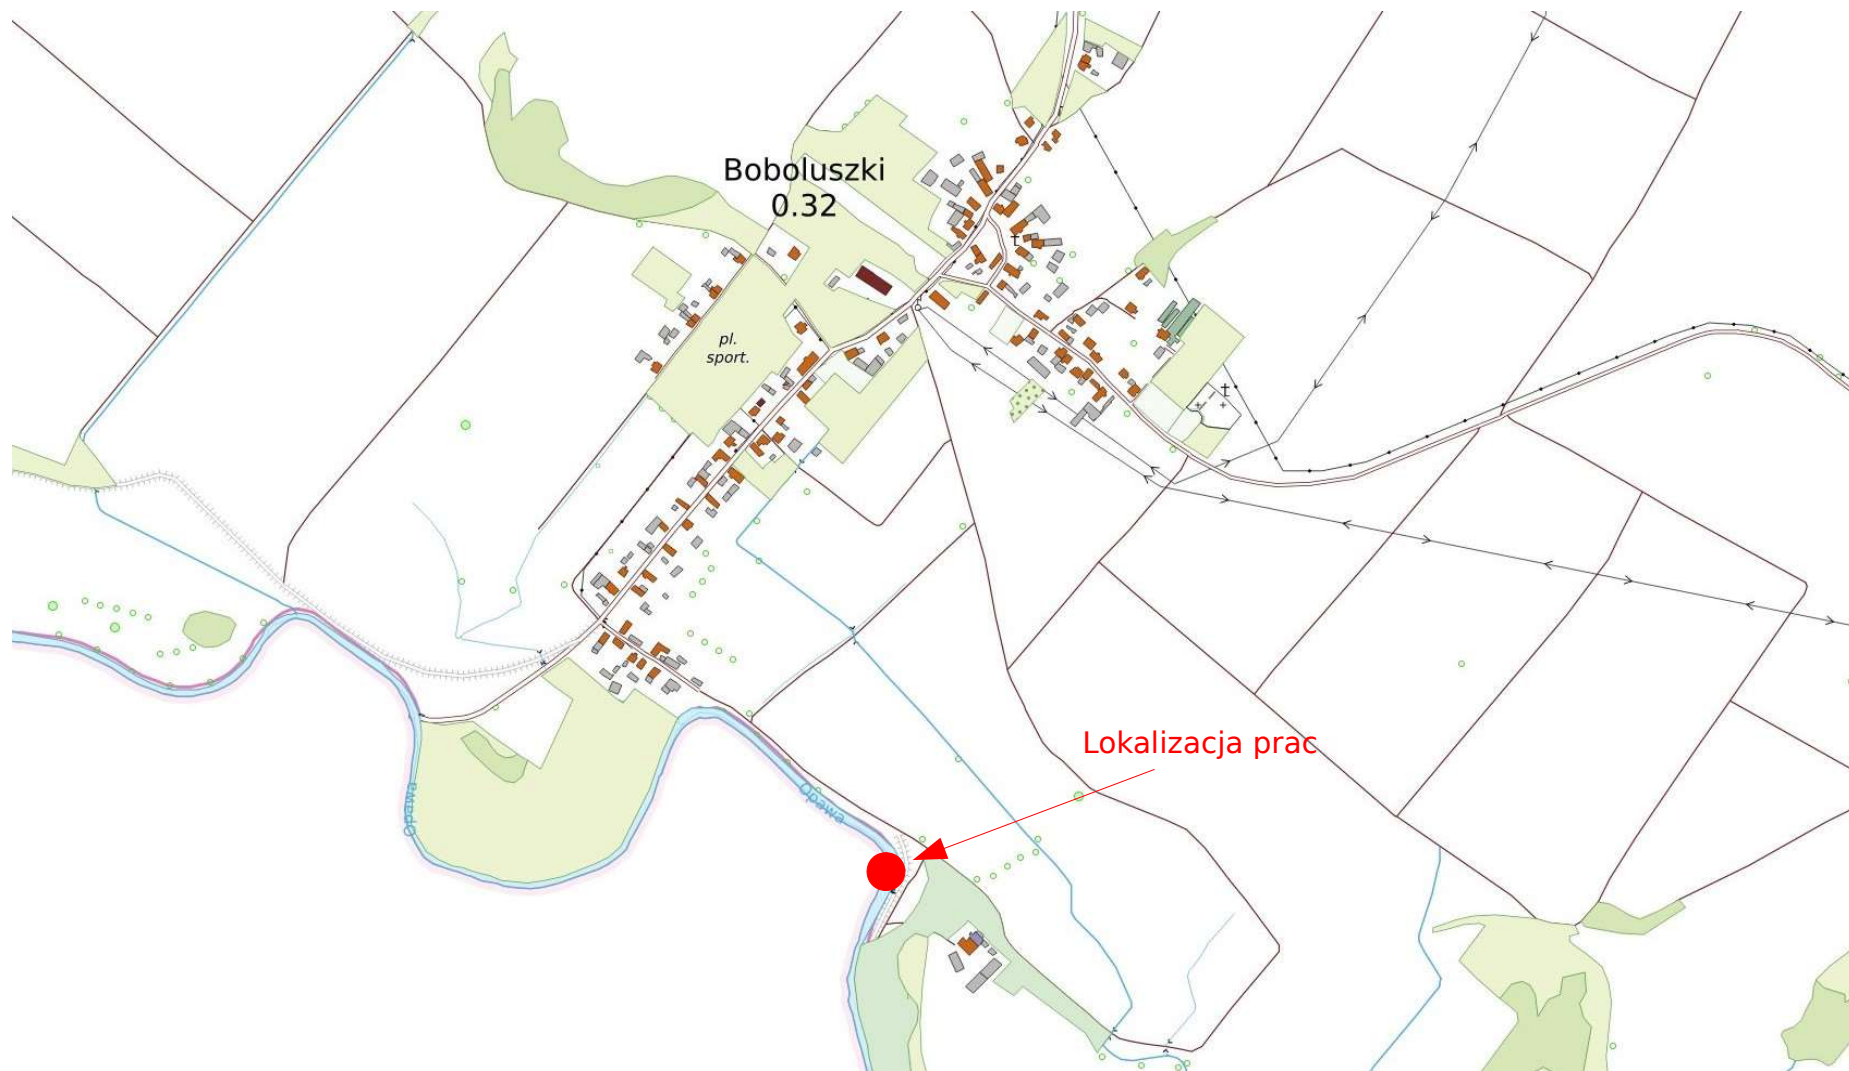 Boboluszki
0.32
pl.
sport.
Lokalizacja prac
Opawa
Opawa